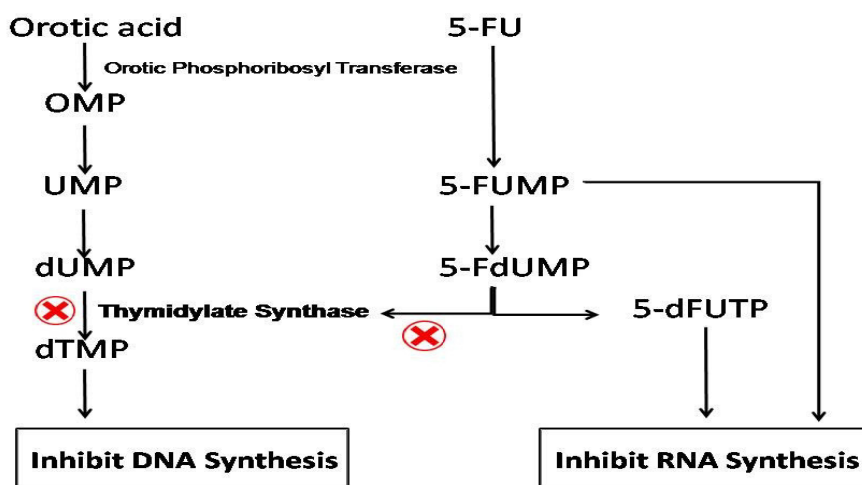 Orotic acid
5-FU
Orotic Phosphoribosyl Transferase
OMP
UMP
5-FUMP
dUMP
5-FdUMP
Thymidylate Synthase
5-dFUTP
dTMP
Inhibit DNA Synthesis
Inhibit RNA Synthesis